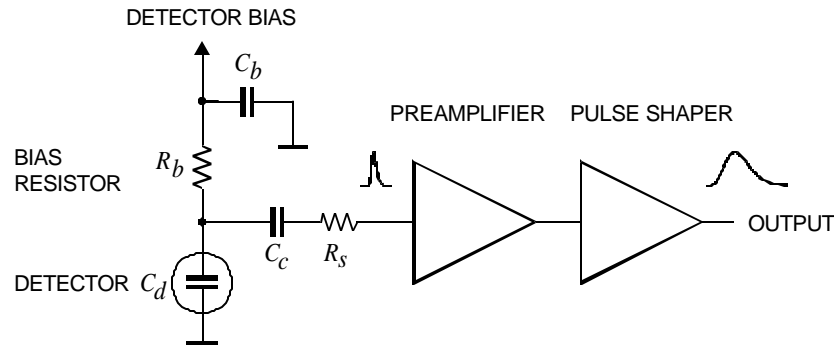 DETECTOR BIAS
C_b
PREAMPLIFIER
PULSE SHAPER
BIAS
RESISTOR
R_b
OUTPUT
C_c
R_s
DETECTOR
C_d